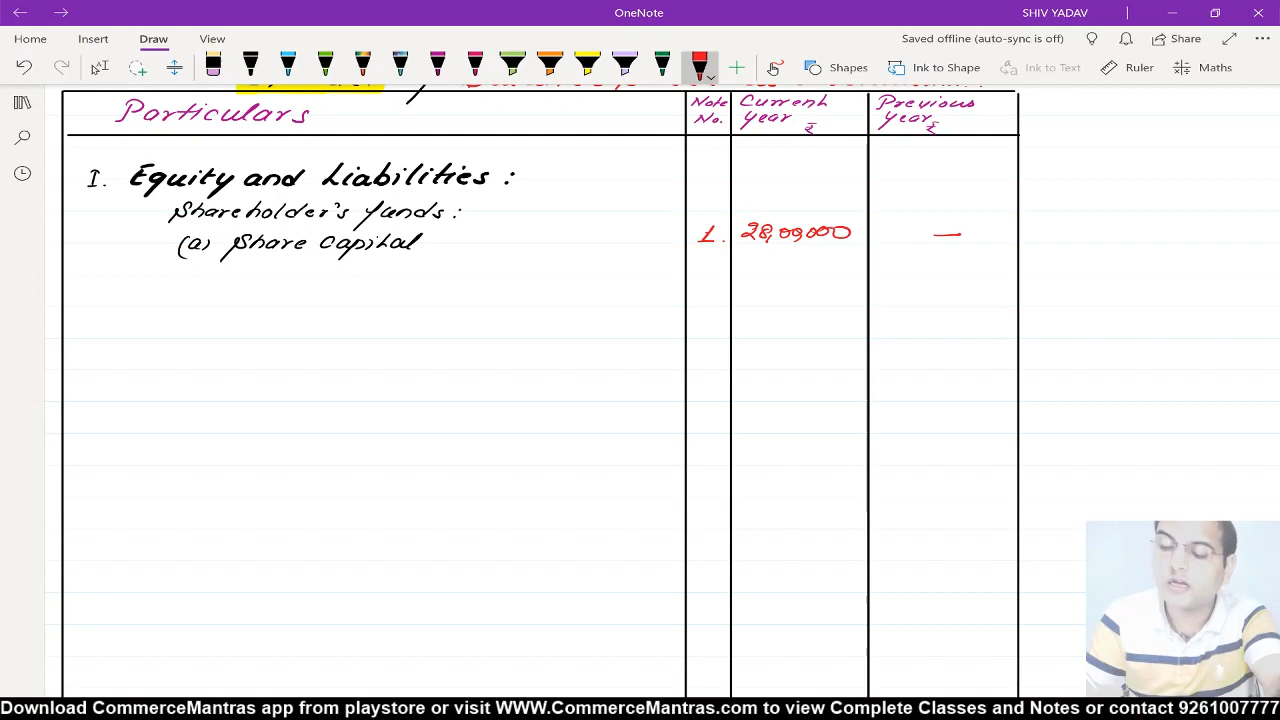 OneNote
SHIV YADAV
Home Insert Draw View
Saved offline (auto-sync is off)
Share
Shapes
Ink to Shape
Ink to Text
Ruler
Maths
Particulars
Note No.
Current year ₹
Previous year ₹
I. Equity and Liabilities :
Shareholder's funds :
(a) Share Capital
1. 28,00,000 —
Download CommerceMantras app from playstore or visit WWW.CommerceMantras.com to view Complete Classes and Notes or contact 9261007777